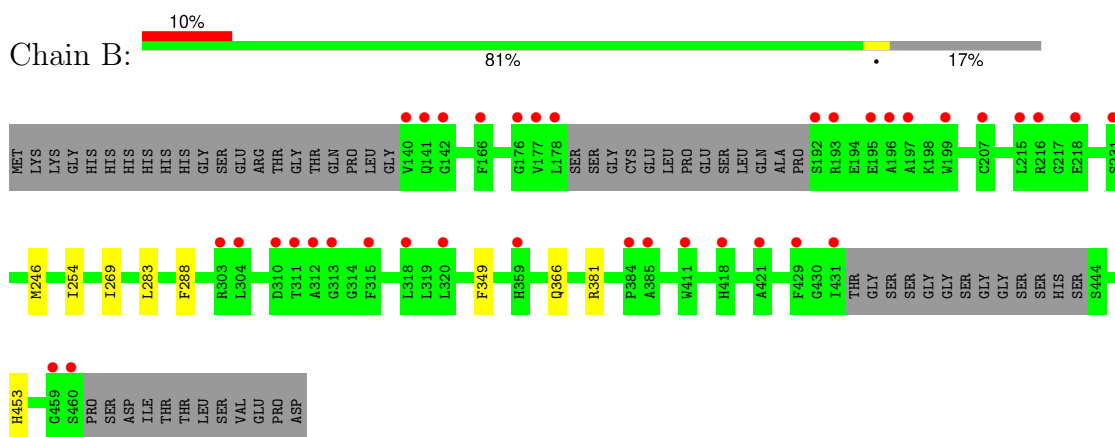 10%
Chain B:
81% • 17%
MET LYS LYS GLY HIS HIS HIS HIS HIS HIS GLY SER GLU ARG THR GLY THR GLN PRO LEU GLY V140 Q141 G142 F166 G176 V177 L178 SER SER GLY CYS GLU LEU PRO GLU SER LEU GLN ALA PRO S192 R193 E194 E195 A196 A197 K198 W199 C207 L215 R216 G217 E218 S231
M246 I254 I269 L283 F288 R303 L304 D310 T311 A312 G313 G314 F315 L318 L319 L320 F349 H359 Q366 R381 P384 A385 W411 H418 A421 F429 G430 I431 THR GLY SER SER GLY GLY SER GLY GLY SER SER HIS SER S444
H453 G459 S460 PRO SER ASP ILE THR THR LEU SER VAL GLU PRO ASP